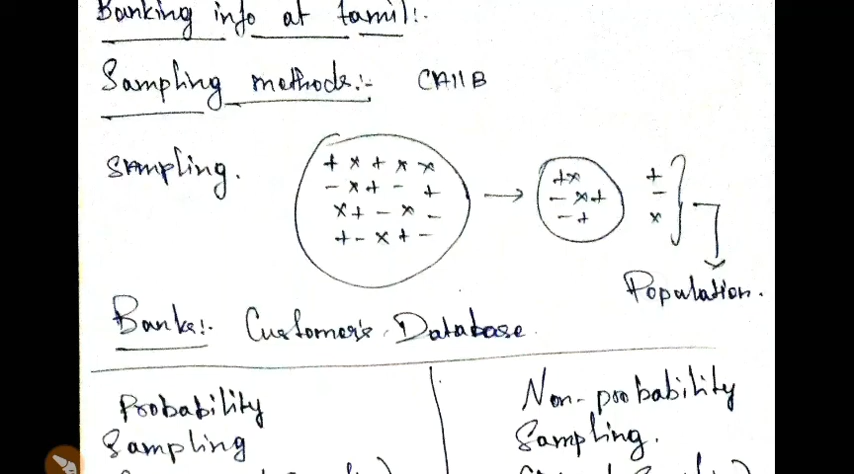 Banking info at tamil:-
Sampling methods:- CAIIB
Sampling.
+ x + x x
- x + - +
x + - x -
+ - x + -
+ x
- x +
- +
+
-
x
Population.
Banks:- Customer's Database.
Probability
Sampling
Non-probability
Sampling.